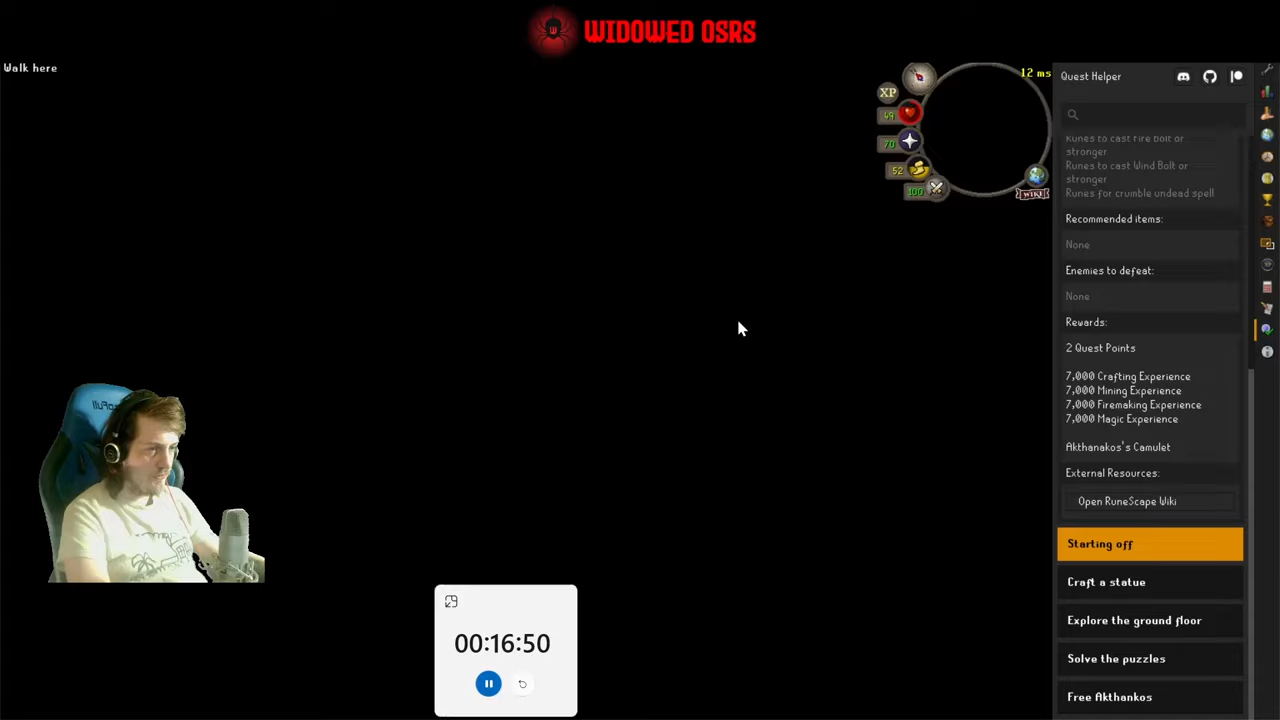 WIDOWED OSRS
Walk here
12 ms
XP
49
70
52
100
WIKI
Quest Helper
Runes to cast Fire Bolt or
stronger
Runes to cast Wind Bolt or
stronger
Runes for crumble undead spell
Recommended items:
None
Enemies to defeat:
None
Rewards:
2 Quest Points
7,000 Crafting Experience
7,000 Mining Experience
7,000 Firemaking Experience
7,000 Magic Experience
Akthanakos's Camulet
External Resources:
Open RuneScape Wiki
Starting off
Craft a statue
Explore the ground floor
Solve the puzzles
Free Akthankos
00:16:50